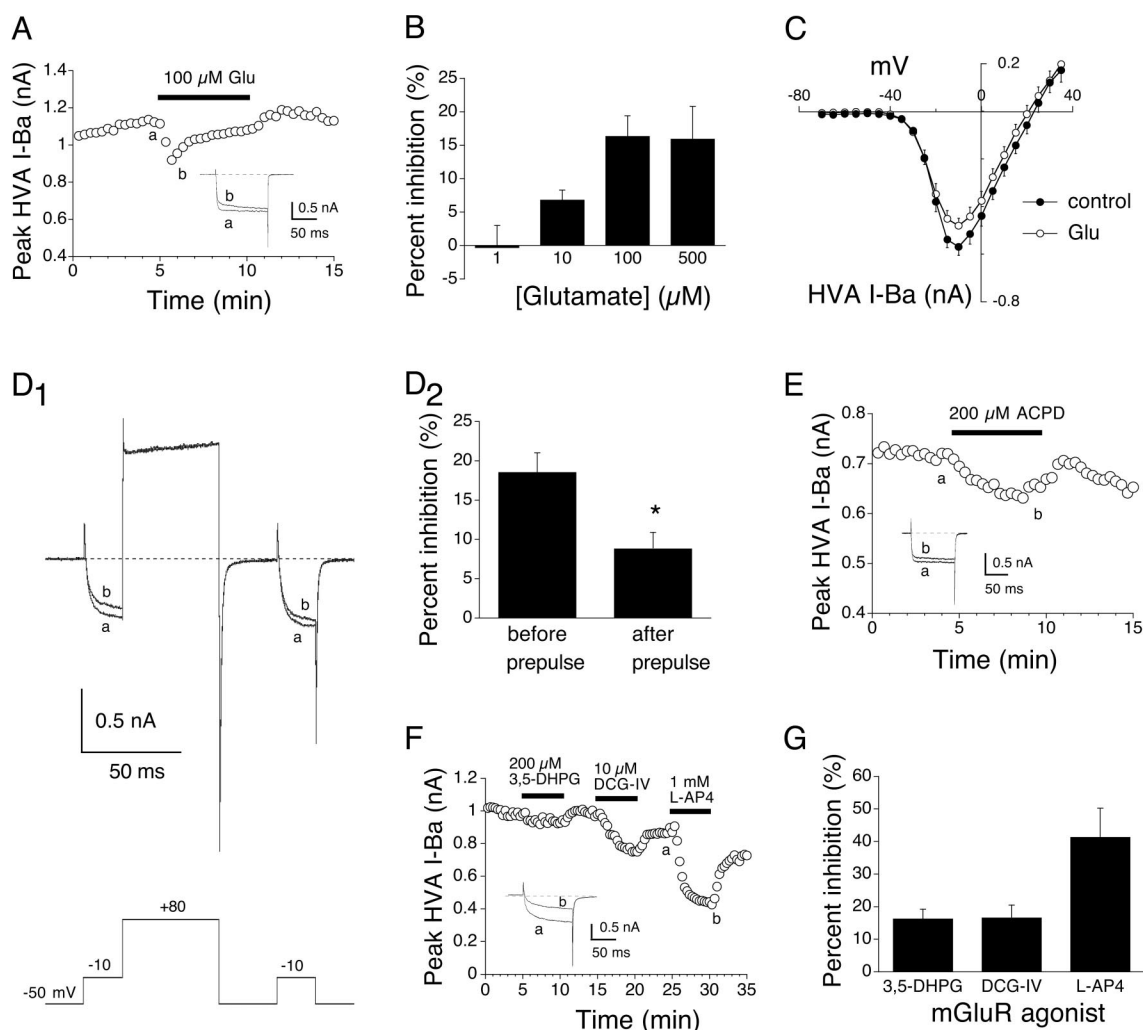 A
100 µM Glu
Peak HVA I-Ba (nA)
1.4
1.2
1
0.8
0.6
0.4
a
b
b
a
0.5 nA
50 ms
0 5 10 15
Time (min)
B
Percent inhibition (%)
25
20
15
10
5
0
-5
1 10 100 500
[Glutamate] (µM)
C
mV
0.2
-80 -40 0 40
control
Glu
-0.8
HVA I-Ba (nA)
D1
b
a
b
a
0.5 nA
50 ms
+80
-10 -10
-50 mV
D2
Percent inhibition (%)
25
20
15
10
5
0
*
before prepulse
after prepulse
E
200 µM ACPD
Peak HVA I-Ba (nA)
0.8
0.7
0.6
0.5
0.4
a
b
b
a
0.5 nA
50 ms
0 5 10 15
Time (min)
F
200 µM
3,5-DHPG
10 µM
DCG-IV
1 mM
L-AP4
Peak HVA I-Ba (nA)
1.2
1
0.8
0.6
0.4
0.2
0
a
b
b
a
0.5 nA
50 ms
0 5 10 15 20 25 30 35
Time (min)
G
Percent inhibition (%)
60
50
40
30
20
10
0
3,5-DHPG DCG-IV L-AP4
mGluR agonist